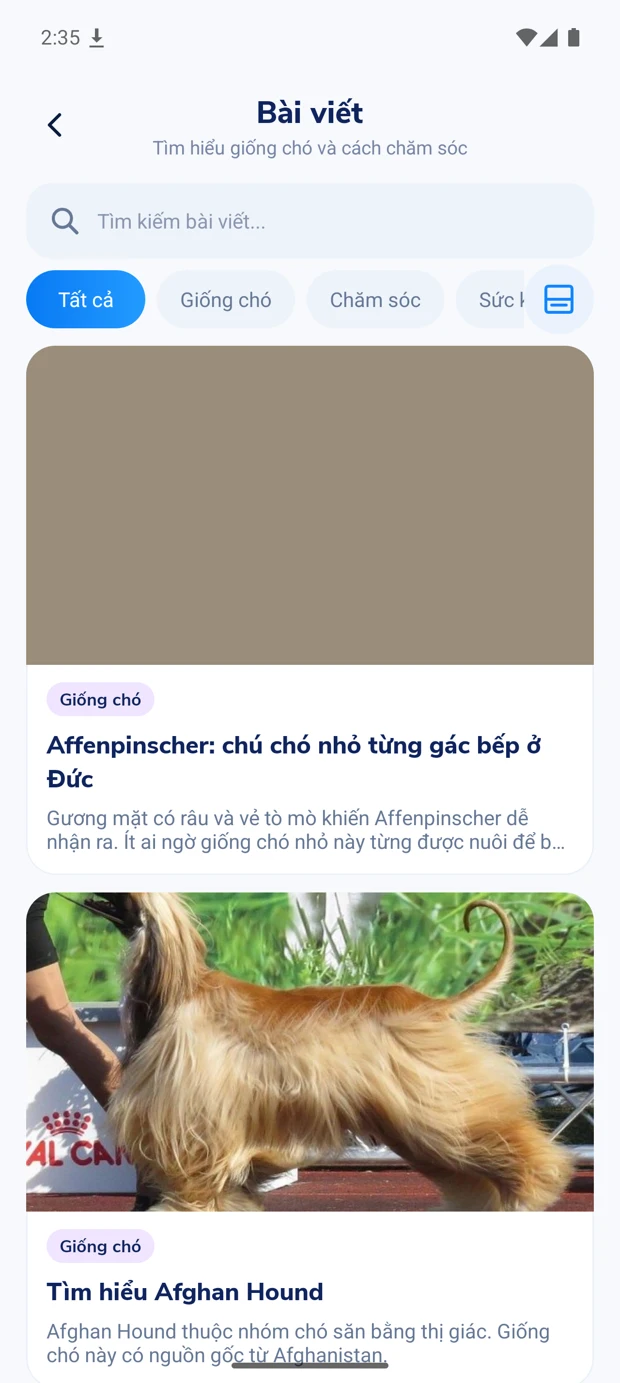 2:35
Bài viết
Tìm hiểu giống chó và cách chăm sóc
Tìm kiếm bài viết...
Tất cả
Giống chó
Chăm sóc
Sức
Giống chó
Affenpinscher: chú chó nhỏ từng gác bếp ở
Đức
Gương mặt có râu và vẻ tò mò khiến Affenpinscher dễ
nhận ra. Ít ai ngờ giống chó nhỏ này từng được nuôi để b...
AL CAN
Giống chó
Tìm hiểu Afghan Hound
Afghan Hound thuộc nhóm chó săn bằng thị giác. Giống
chó này có nguồn gốc từ Afghanistan.